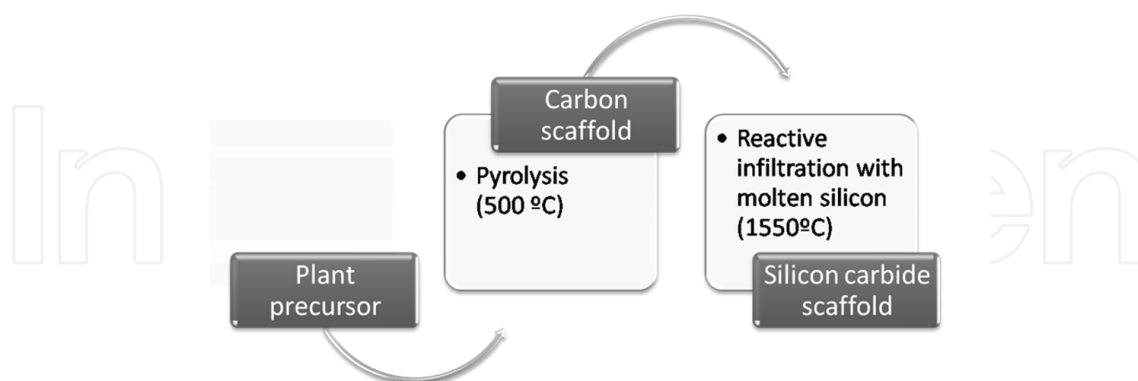 Plant
precursor
Carbon
scaffold
• Pyrolysis
(500 ºC)
• Reactive
infiltration with
molten silicon
(1550ºC)
Silicon carbide
scaffold